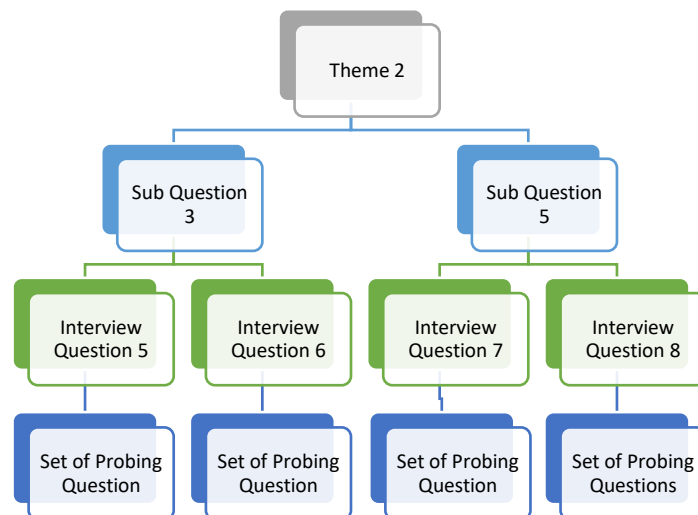 Theme 2
Sub Question
3
Sub Question
5
Interview
Question 5
Interview
Question 6
Interview
Question 7
Interview
Question 8
Set of Probing
Question
Set of Probing
Question
Set of Probing
Question
Set of Probing
Questions